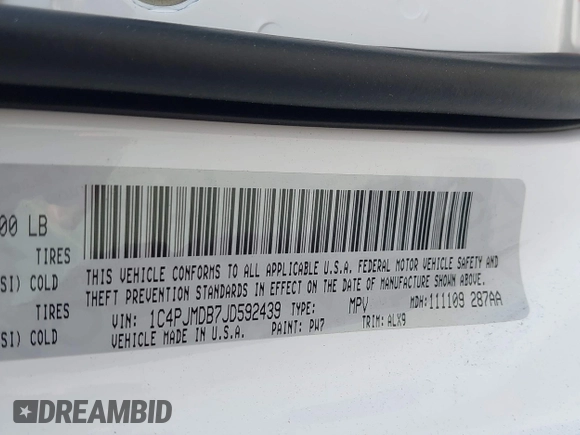 00 LB
TIRES
SI) COLD
TIRES
SI) COLD
THIS VEHICLE CONFORMS TO ALL APPLICABLE U.S.A. FEDERAL MOTOR VEHICLE SAFETY AND
THEFT PREVENTION STANDARDS IN EFFECT ON THE DATE OF MANUFACTURE SHOWN ABOVE.
VIN: 1C4PJMDB7JD592439 TYPE: MPV MDH: 111109 287AA
VEHICLE MADE IN U.S.A. PAINT: PW7 TRIM: ALX9
DREAMBID